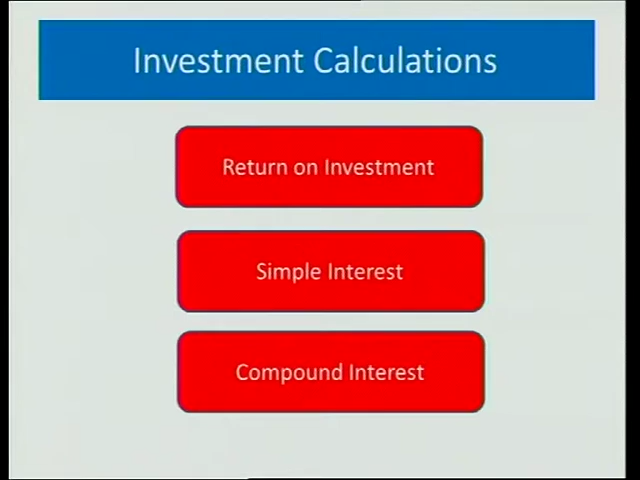 Investment Calculations
Return on Investment
Simple Interest
Compound Interest